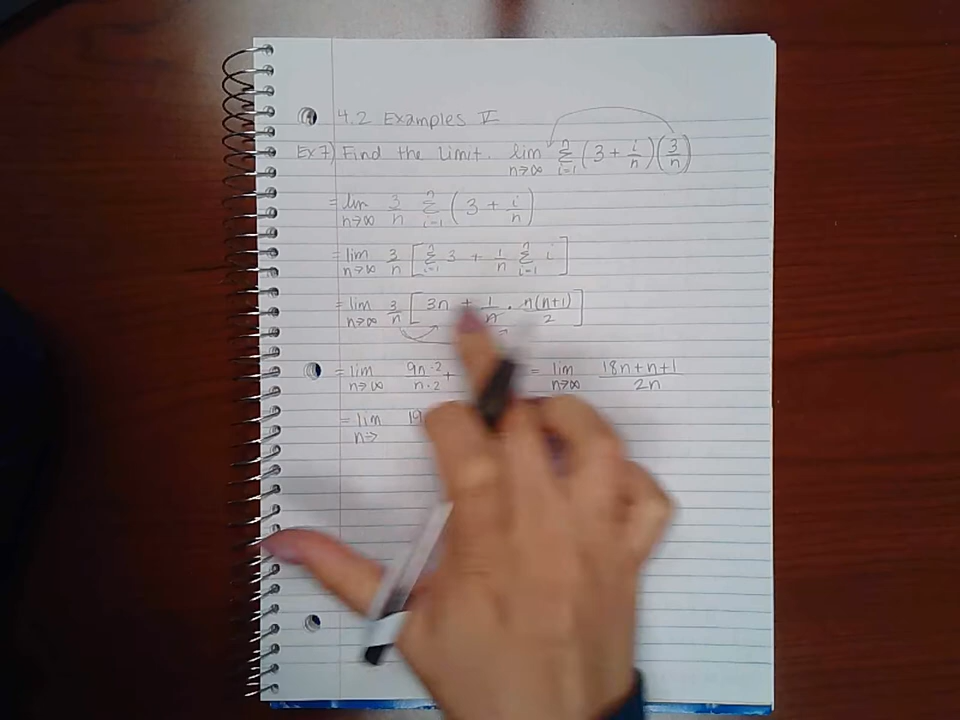 4.2 Examples V
Ex 7) Find the limit. lim n→∞ n Σ i=1 (3 + i/n)(3/n)
= lim n→∞ 3/n n Σ i=1 (3 + i/n)
= lim n→∞ 3/n [n Σ i=1 3 + 1/n n Σ i=1 i]
= lim n→∞ 3/n [3n + 1/n · n(n+1)/2]
= lim n→∞ 9n·2/n·2 + = lim n→∞ 18n+n+1/2n
= lim n→ 19